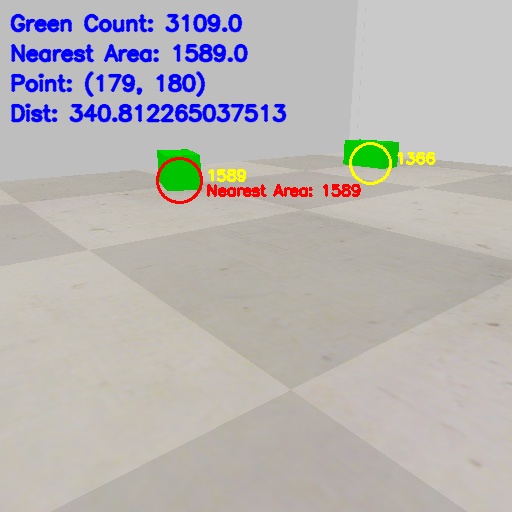 Green Count: 3109.0
Nearest Area: 1589.0
Point: (179, 180)
Dist: 340.812265037513
1366
1589
Nearest Area: 1589